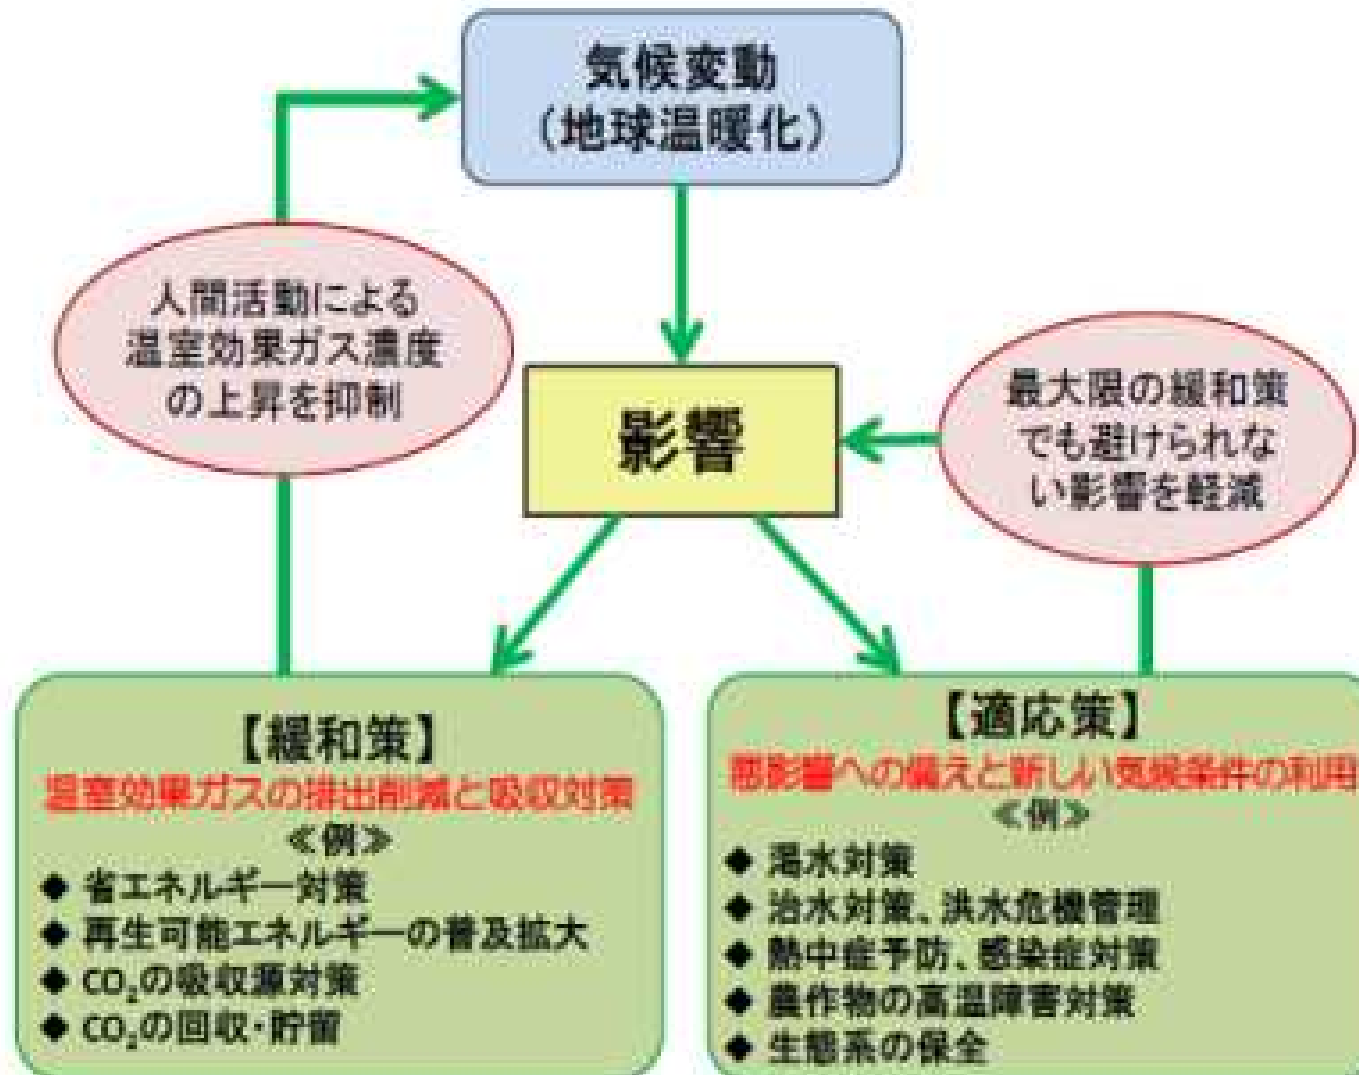 気候変動
(地球温暖化)
人間活動による
温室効果ガス濃度
の上昇を抑制
影響
最大限の緩和策
でも避けられな
い影響を軽減
【緩和策】
温室効果ガスの排出削減と吸収対策
≪例≫
◆ 省エネルギー対策
◆ 再生可能エネルギーの普及拡大
◆ CO₂の吸収源対策
◆ CO₂の回収・貯留
【適応策】
影響への備えと新しい気候条件の利用
≪例≫
◆ 渇水対策
◆ 治水対策、洪水危機管理
◆ 熱中症予防、感染症対策
◆ 農作物の高温障害対策
◆ 生態系の保全